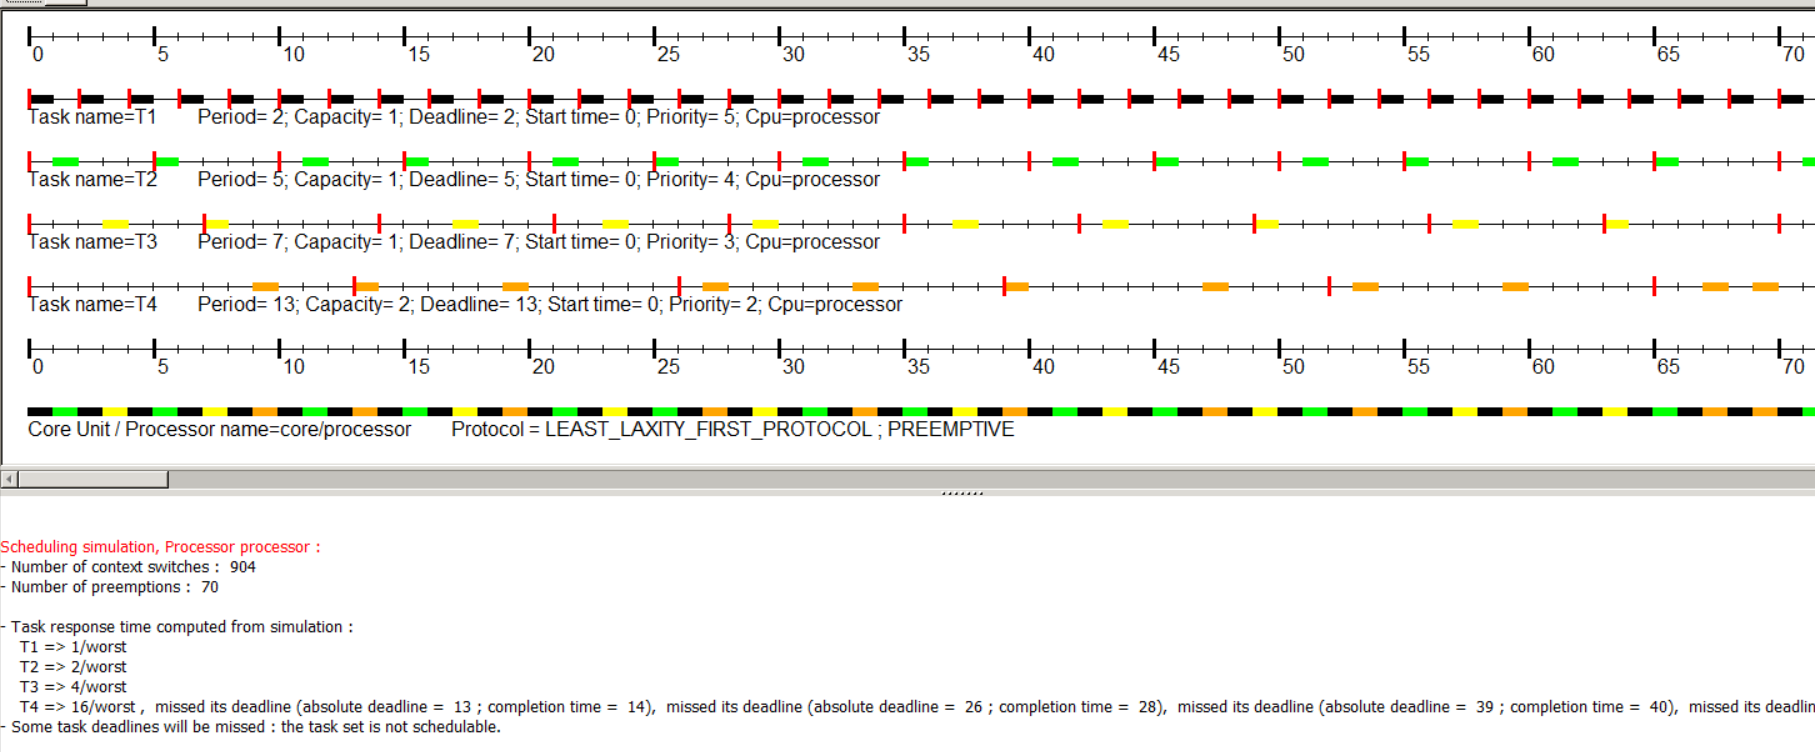 0 5 10 15 20 25 30 35 40 45 50 55 60 65 70
Task name=T1 Period= 2; Capacity= 1; Deadline= 2; Start time= 0; Priority= 5; Cpu=processor
Task name=T2 Period= 5; Capacity= 1; Deadline= 5; Start time= 0; Priority= 4; Cpu=processor
Task name=T3 Period= 7; Capacity= 1; Deadline= 7; Start time= 0; Priority= 3; Cpu=processor
Task name=T4 Period= 13; Capacity= 2; Deadline= 13; Start time= 0; Priority= 2; Cpu=processor
0 5 10 15 20 25 30 35 40 45 50 55 60 65 70
Core Unit / Processor name=core/processor Protocol = LEAST_LAXITY_FIRST_PROTOCOL ; PREEMPTIVE
Scheduling simulation, Processor processor :
- Number of context switches : 904
- Number of preemptions : 70
- Task response time computed from simulation :
T1 => 1/worst
T2 => 2/worst
T3 => 4/worst
T4 => 16/worst , missed its deadline (absolute deadline = 13 ; completion time = 14), missed its deadline (absolute deadline = 26 ; completion time = 28), missed its deadline (absolute deadline = 39 ; completion time = 40), missed its deadlin
- Some task deadlines will be missed : the task set is not schedulable.